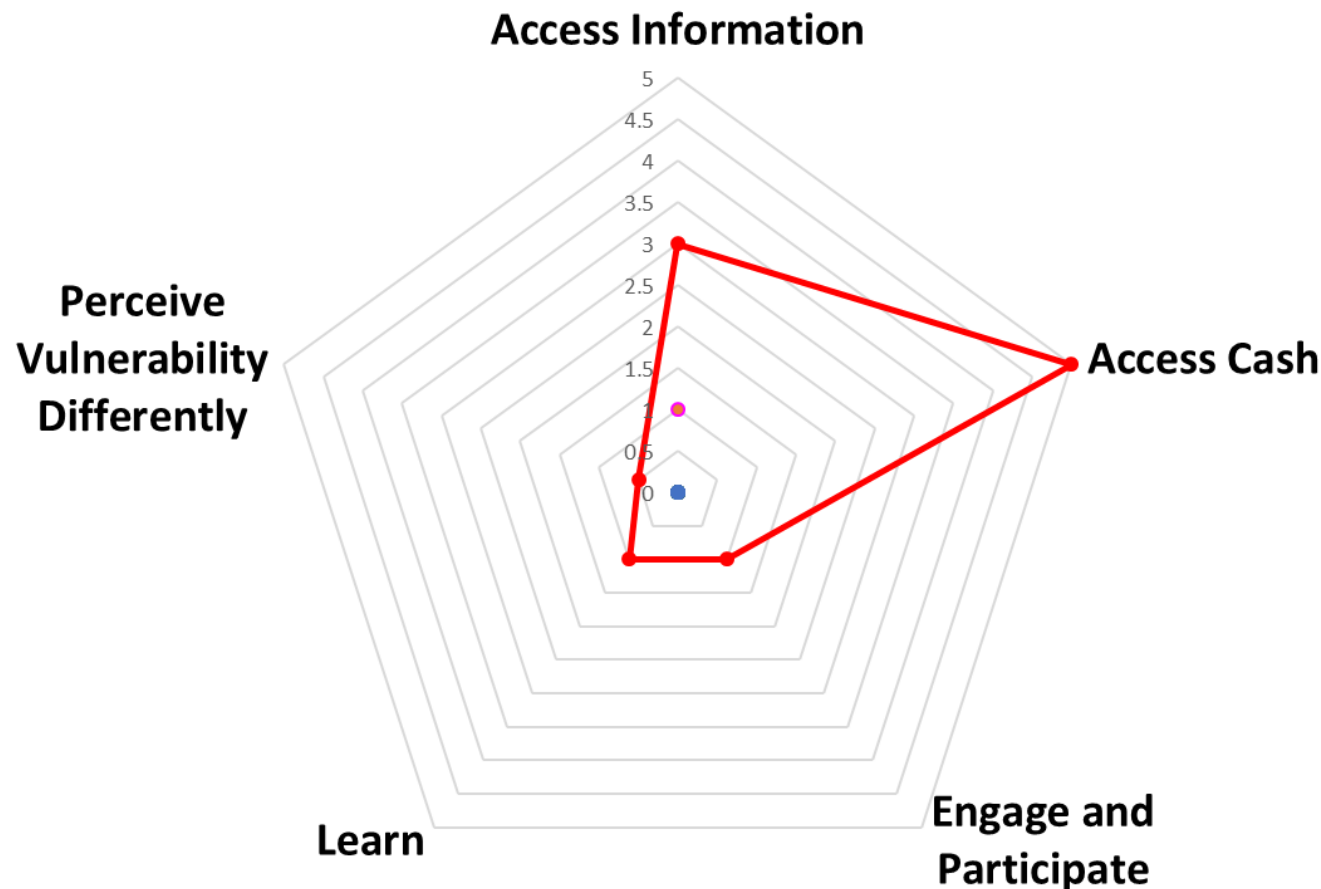 Access Information
5
4.5
4
3.5
3
2.5
2
1.5
1
0.5
0
Perceive
Vulnerability
Differently
Access Cash
Learn
Engage and
Participate